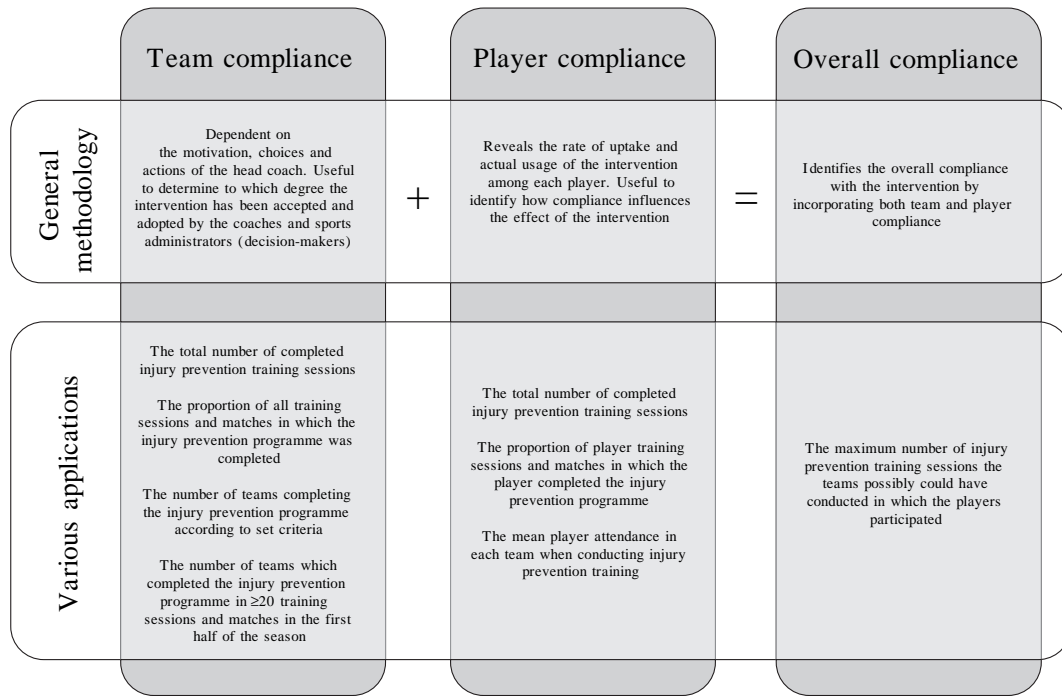 Team compliance
Player compliance
Overall compliance
General
methodology
Dependent on
the motivation, choices and
actions of the head coach. Useful
to determine to which degree the
intervention has been accepted and
adopted by the coaches and sports
administrators (decision-makers)
+
Reveals the rate of uptake and
actual usage of the intervention
among each player. Useful to
identify how compliance influences
the effect of the intervention
=
Identifies the overall compliance
with the intervention by
incorporating both team and player
compliance
Various applications
The total number of completed
injury prevention training sessions
The proportion of all training
sessions and matches in which the
injury prevention programme was
completed
The number of teams completing
the injury prevention programme
according to set criteria
The number of teams which
completed the injury prevention
programme in ≥20 training
sessions and matches in the first
half of the season
The total number of completed
injury prevention training sessions
The proportion of player training
sessions and matches in which the
player completed the injury
prevention programme
The mean player attendance in
each team when conducting injury
prevention training
The maximum number of injury
prevention training sessions the
teams possibly could have
conducted in which the players
participated